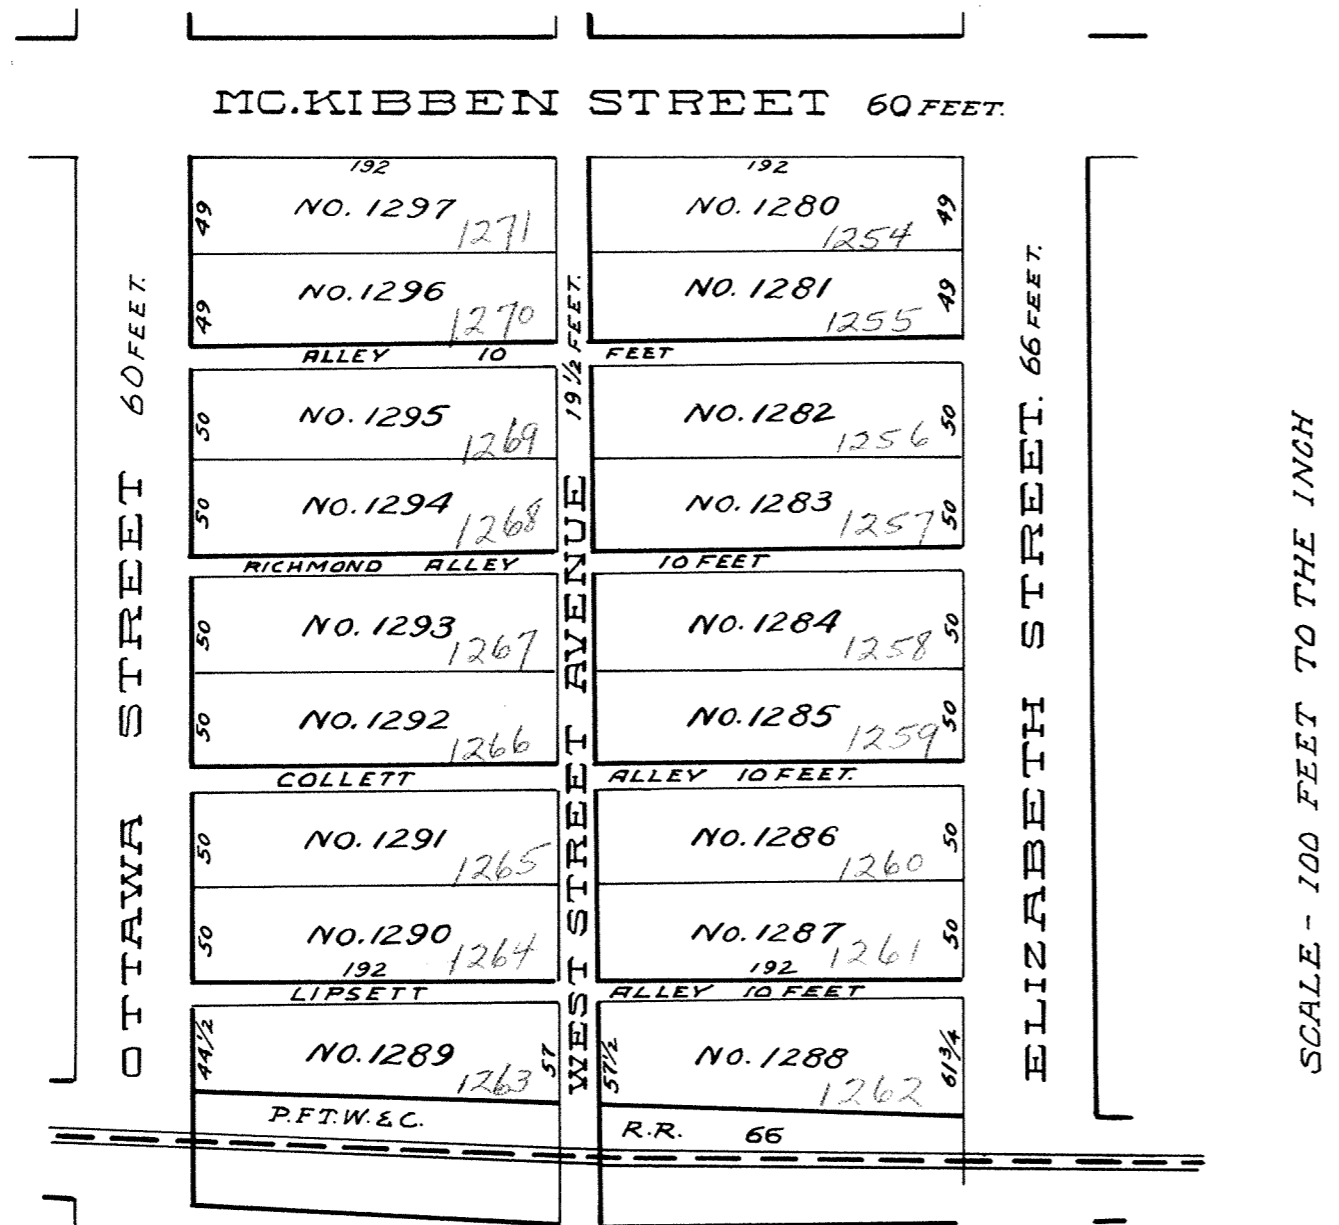 MC.KIBBEN STREET 60 FEET.
192
192
49 NO. 1297 1271
NO. 1280 1254 49
49 NO. 1296 1270
NO. 1281 1255 49
ALLEY 10 FEET
50 NO. 1295 1269
NO. 1282 1256 50
50 NO. 1294 1268
NO. 1283 1257 50
RICHMOND ALLEY 10 FEET
50 NO. 1293 1267
NO. 1284 1258 50
50 NO. 1292 1266
NO. 1285 1259 50
COLLETT ALLEY 10 FEET.
50 NO. 1291 1265
NO. 1286 1260 50
50 NO. 1290 1264
NO. 1287 1261 50
192
192
LIPSETT ALLEY 10 FEET
44 1/2 NO. 1289 1263 57
57 1/2 NO. 1288 1262 61 3/4
P.FT.W.&C. R.R. 66
OTTAWA STREET 60 FEET.
WEST STREET AVENUE 19 1/2 FEET.
ELIZABETH STREET. 66 FEET.
SCALE - 100 FEET TO THE INCH